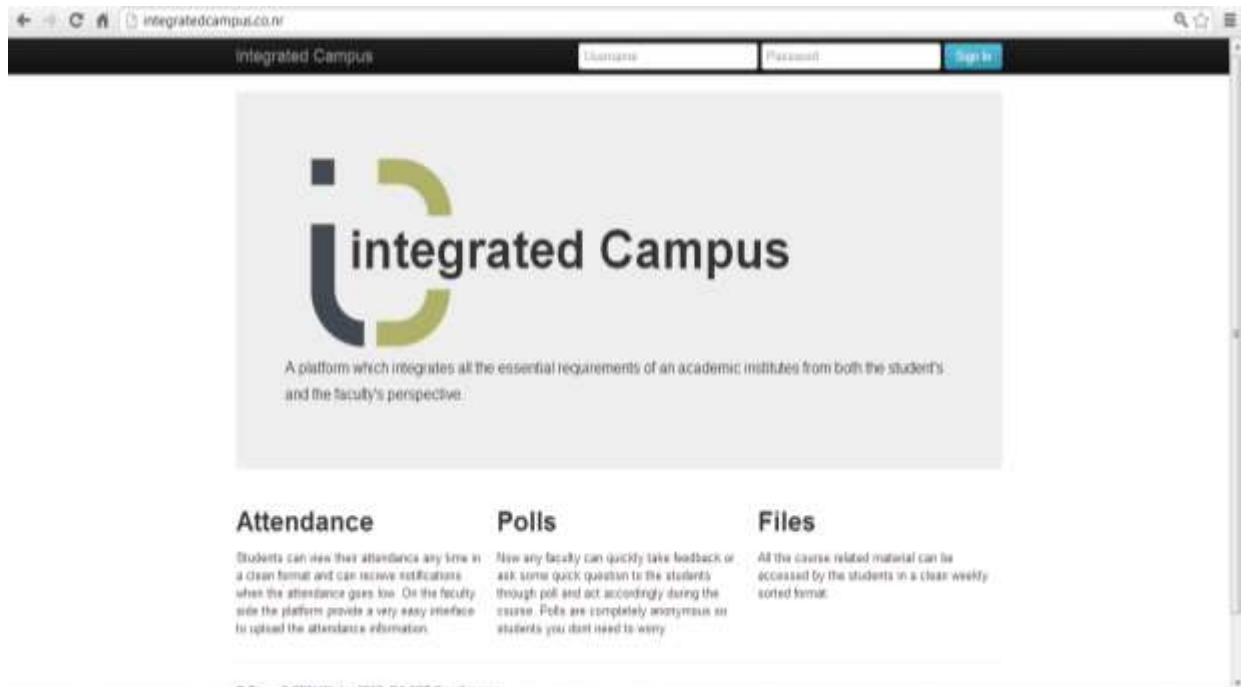 integratedcampus.co.nr
Integrated Campus
Username
Password
Sign In
integrated Campus
A platform which integrates all the essential requirements of an academic institutes from both the student's
and the faculty's perspective.
Attendance
Students can view their attendance any time in
a clean format and can recieve notifications
when the attendance goes low. On the faculty
side the platform provide a very easy interface
to upload the attendance information.
Polls
Now any faculty can quickly take feedback or
ask some quick question to the students
through poll and act accordingly during the
course. Polls are completely anonymous so
students you dont need to worry
Files
All the course related material can be
accessed by the students in a clean weekly
sorted format.